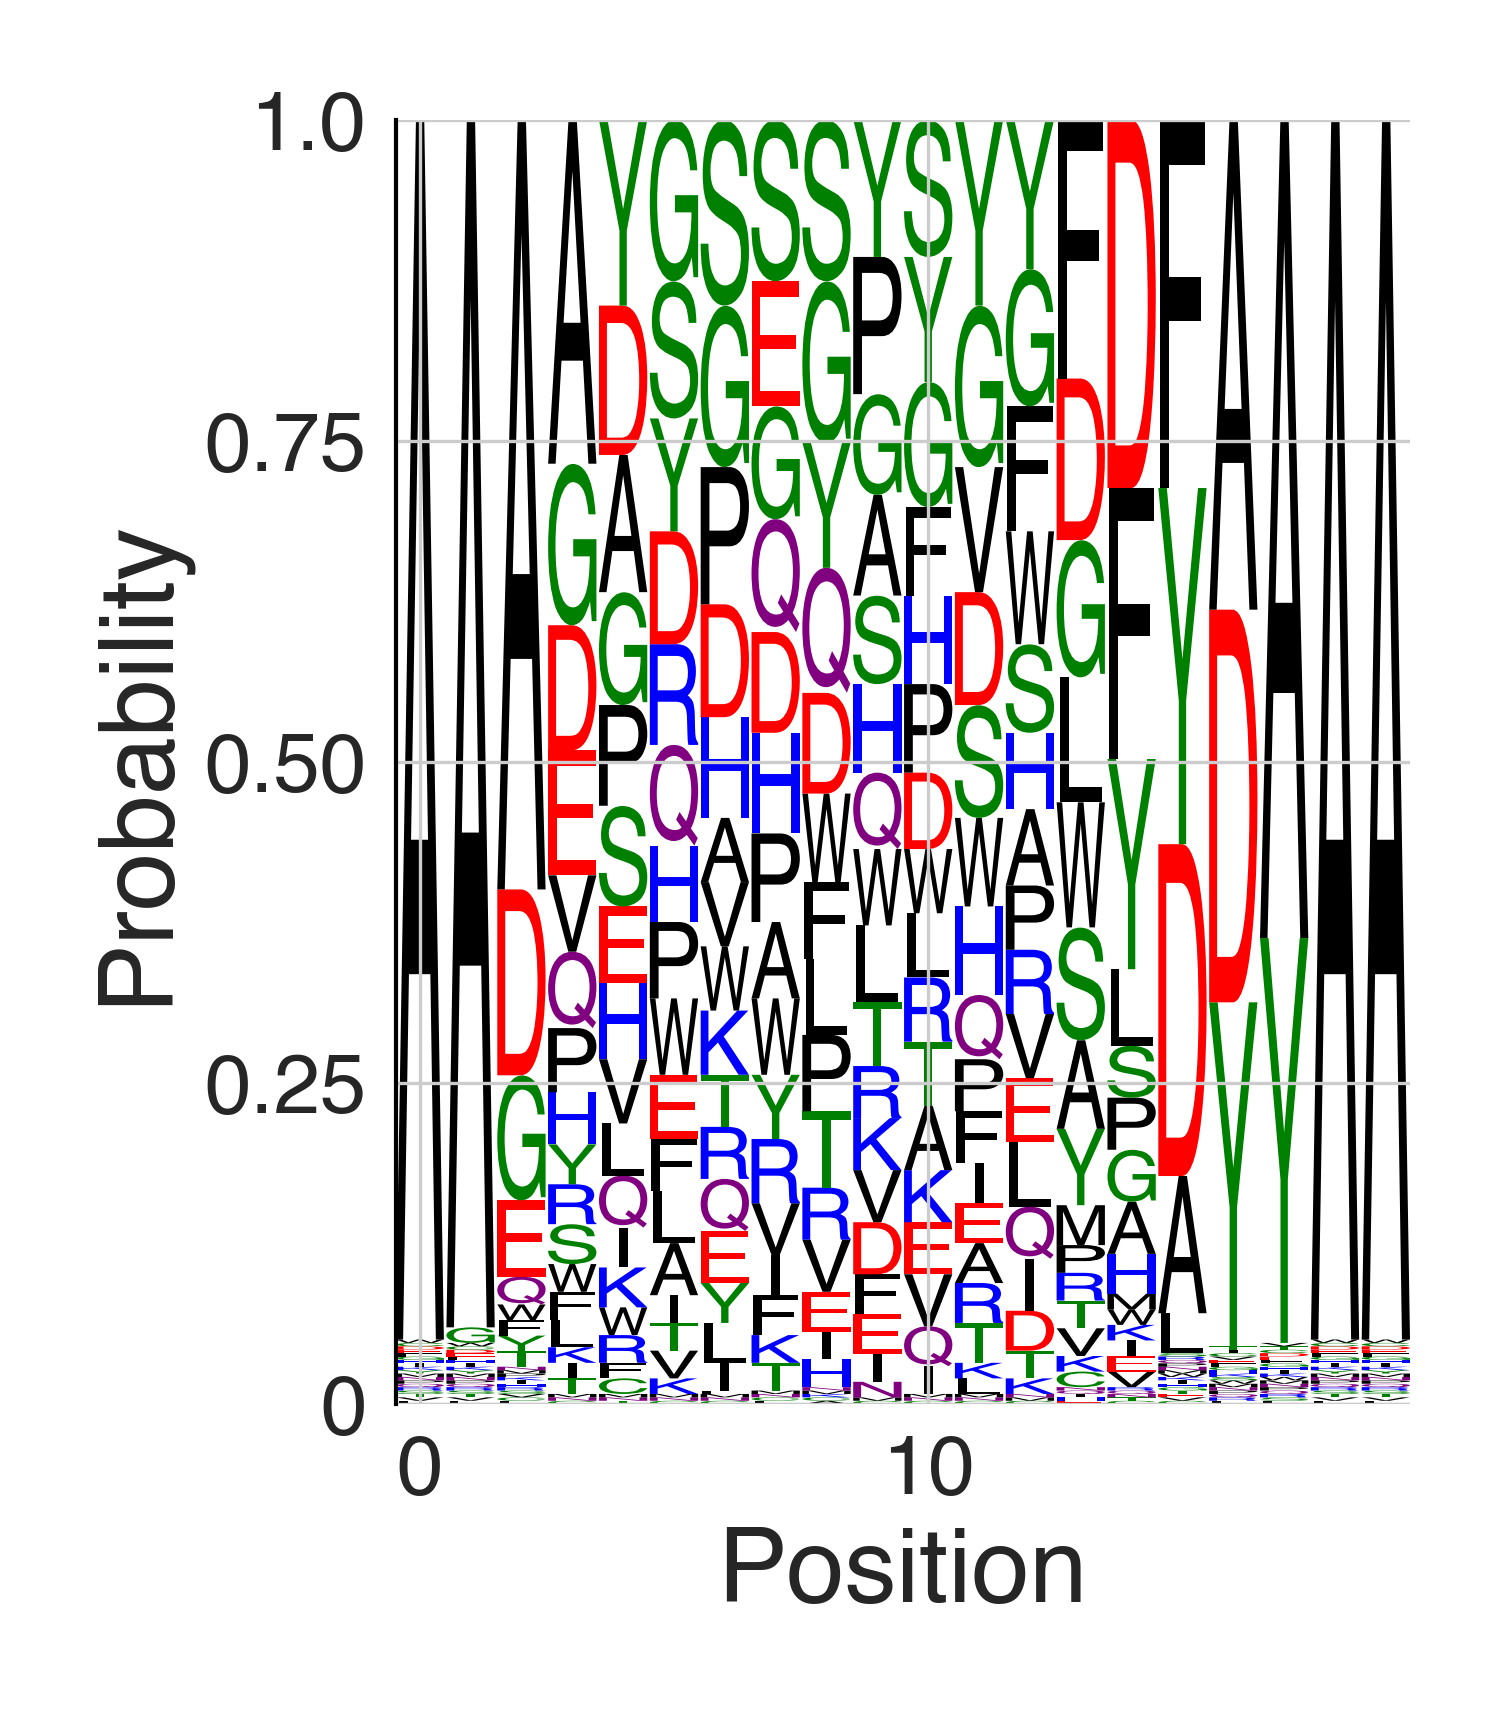 1.0
0.75
0.50
0.25
0
Probability
0
10
Position
A
A
A D G E Q W F Y T
A G D E V Q P H Y R S W F L K I T
Y D A G P S E H V L Q I K W R F C
G S Y D R Q H P W E F L A I T V K
S G P D H A V W K T R Q E Y L I
S E G Q D H P A W Y R V I F K T
S G Y Q D W F L P T R V E I H
Y P G A S H Q W L T R K V D F E I N
S Y G F H P D W L R T A K E V Q I
Y G V D S W H Q P F I E A R T K L
Y G F W S H A P R V E L Q I D T K
F D G L W S A Y M P R T V K C
D F Y L S P G A H M W K I E V
F Y D A L
A D Y
A Y
A
A